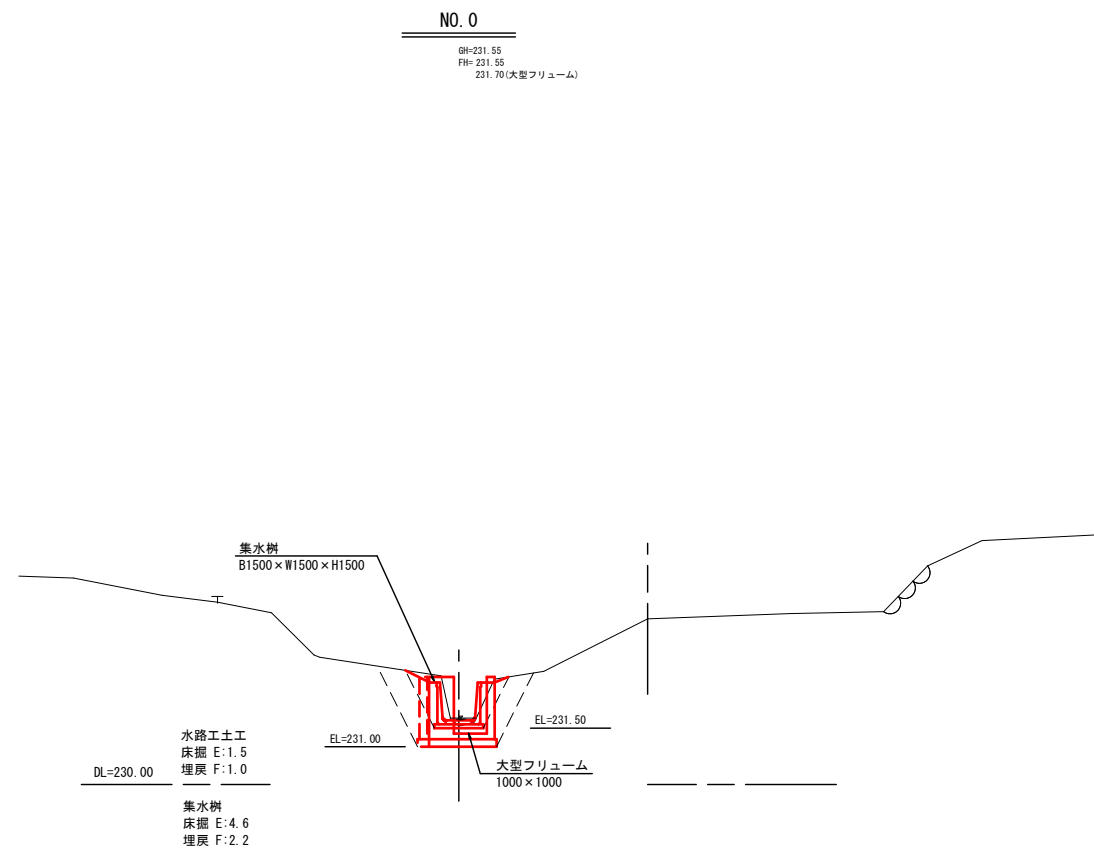 NO.0
GH=231.55
FH= 231.55
231.70(大型フリューム)
集水桝
B1500×W1500×H1500
EL=231.50
EL=231.00
水路工土工
床掘 E:1.5
埋戻 F:1.0
大型フリューム
1000×1000
DL=230.00
集水桝
床掘 E:4.6
埋戻 F:2.2